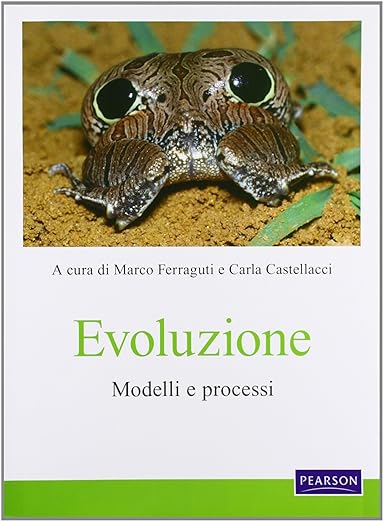 A cura di Marco Ferraguti e Carla Castellacci
Evoluzione
Modelli e processi
PEARSON